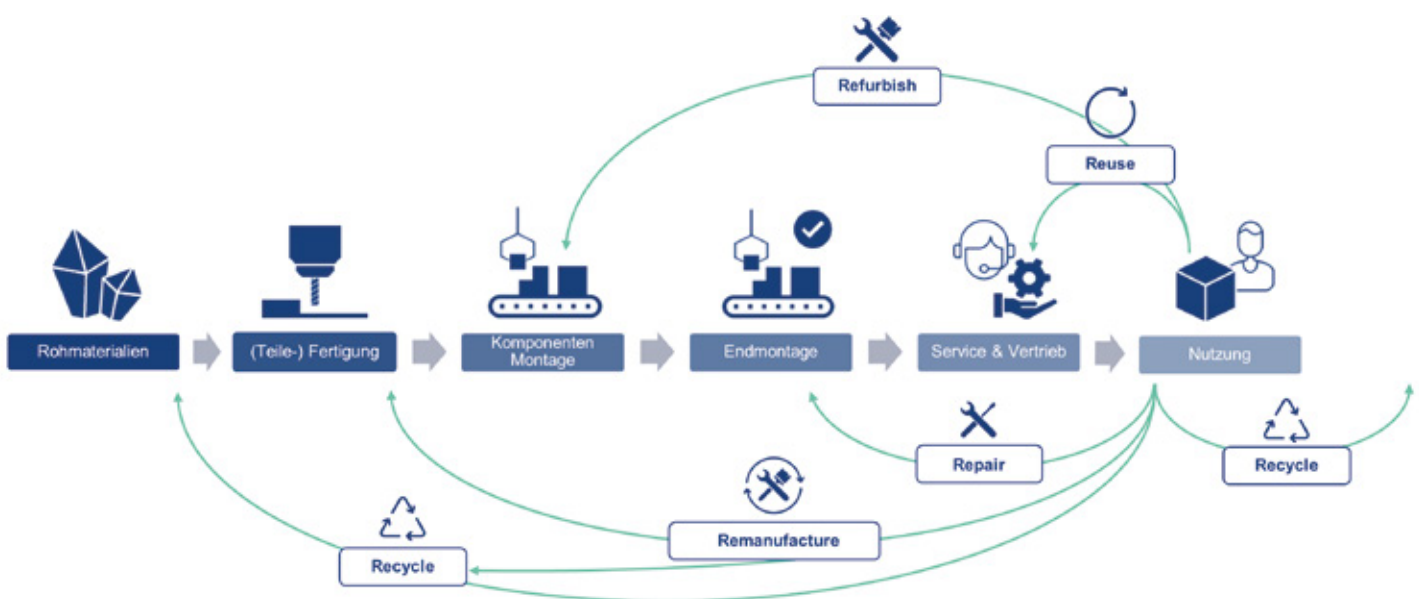 Refurbish
Reuse
Rohmaterialien
(Teile-) Fertigung
Komponenten
Montage
Endmontage
Service & Vertrieb
Nutzung
Repair
Recycle
Remanufacture
Recycle